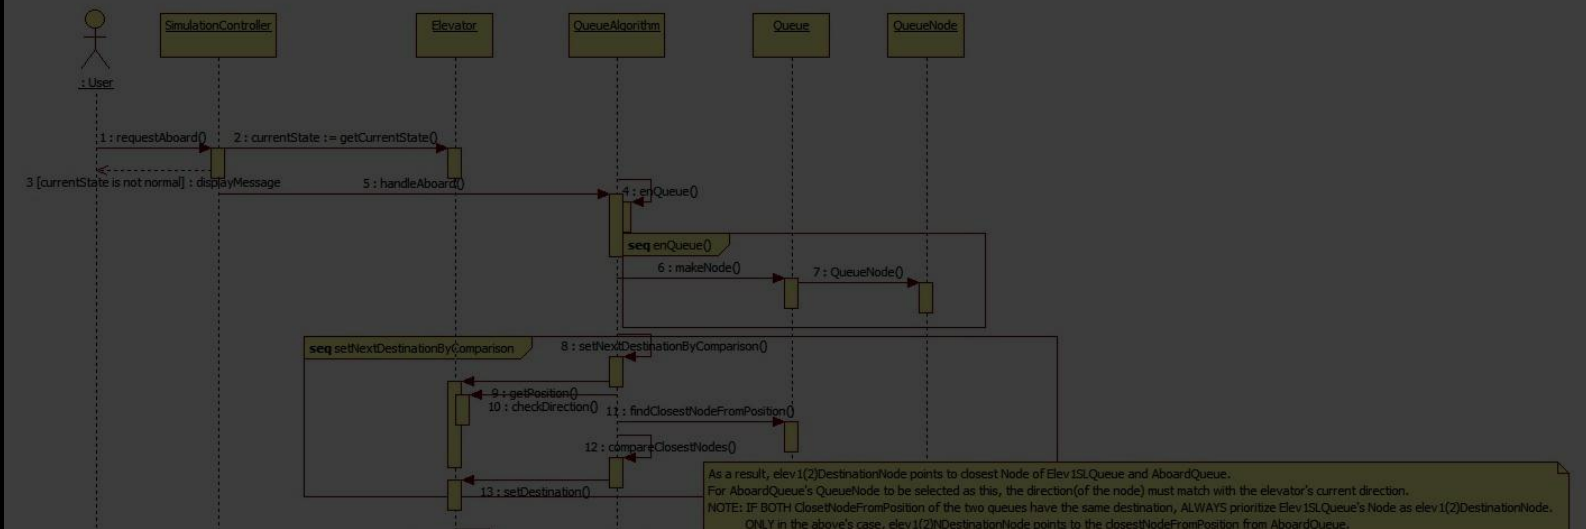 SimulationController
Elevator
QueueAlgorithm
Queue
QueueNode
: User
1 : requestAboard()
2 : currentState := getCurrentState()
3 [currentState is not normal] : displayMessage
5 : handleAboard()
4 : enQueue()
seq enQueue()
6 : makeNode()
7 : QueueNode()
seq setNextDestinationByComparison
8 : setNextDestinationByComparison()
9 : getPosition()
10 : checkDirection()
11 : findClosestNodeFromPosition()
12 : compareClosestNodes()
13 : setDestination()
As a result, elev1(2)DestinationNode points to closest Node of Elev1SLQueue and AboardQueue.
For AboardQueue's QueueNode to be selected as this, the direction(of the node) must match with the elevator's current direction.
NOTE: IF BOTH ClosetNodeFromPosition of the two queues have the same destination, ALWAYS prioritize Elev1SLQueue's Node as elev1(2)DestinationNode.
ONLY in the above's case, elev1(2)NDestinationNode points to the closestNodeFromPosition from AboardQueue.